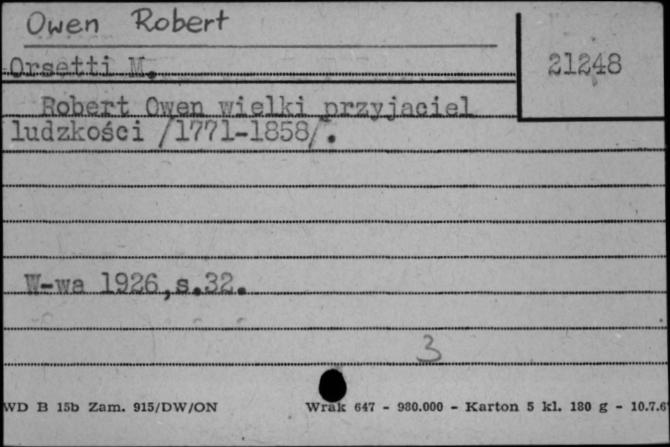 Owen Robert
21248
Orsetti M.
Robert Owen wielki przyjaciel
ludzkości /1771-1858/.
W-wa 1926,s.32.
3
WD B 15b Zam. 915/DW/ON Wrak 647 - 980.000 - Karton 5 kl. 180 g - 10.7.6